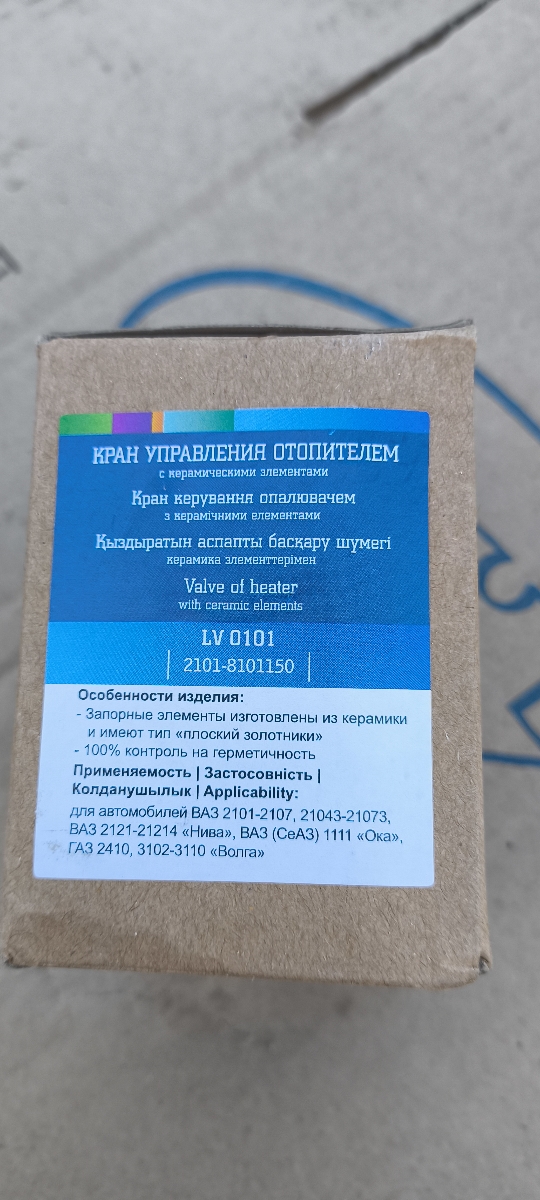 КРАН УПРАВЛЕНИЯ ОТОПИТЕЛЕМ
с керамическими элементами
Кран керування опалювачем
з керамічними елементами
Қыздыратын аспапты басқару шүмегі
керамика элементтерімен
Valve of heater
with ceramic elements
LV 0101
2101-8101150
Особенности изделия:
- Запорные элементы изготовлены из керамики
и имеют тип «плоский золотники»
- 100% контроль на герметичность
Применяемость | Застосовність |
Колданушылык | Applicability:
для автомобилей ВАЗ 2101-2107, 21043-21073,
ВАЗ 2121-21214 «Нива», ВАЗ (СеАЗ) 1111 «Ока»,
ГАЗ 2410, 3102-3110 «Волга»